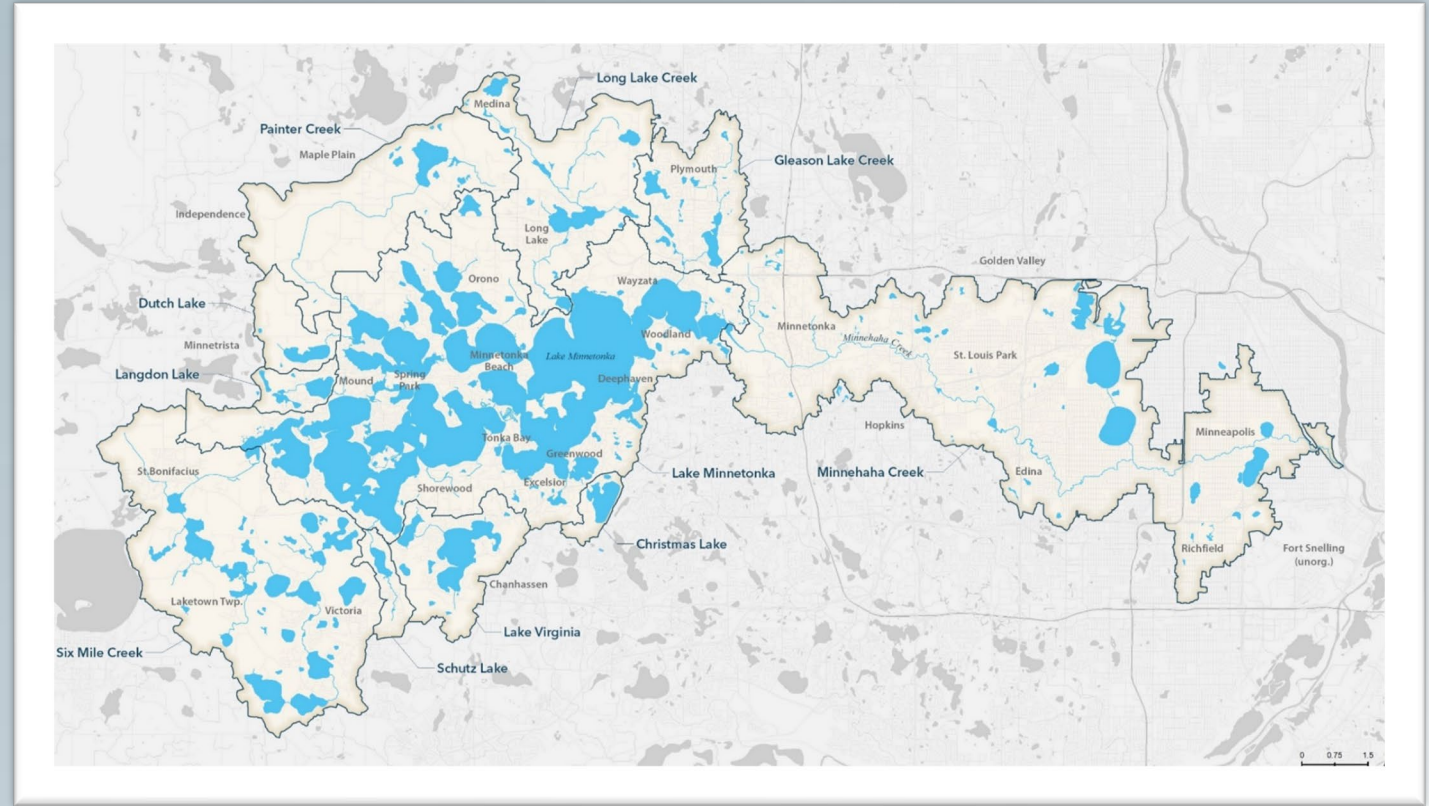 Long Lake Creek
Medina
Painter Creek
Maple Plain
Gleason Lake Creek
Plymouth
Independence
Long
Lake
Golden Valley
Orono
Wayzata
Dutch Lake
Minnetonka
Woodland
Minnehaha Creek
Minnetrista
Minnetonka
Beach
Lake Minnetonka
St. Louis Park
Langdon Lake
Mound
Spring
Park
Deephaven
Hopkins
Minneapolis
Tonka Bay
Greenwood
St.Bonifacius
Lake Minnetonka
Minnehaha Creek
Edina
Shorewood
Excelsior
Christmas Lake
Richfield
Fort Snelling
(unorg.)
Chanhassen
Laketown Twp.
Victoria
Lake Virginia
Six Mile Creek
Schutz Lake
0 0.75 1.5